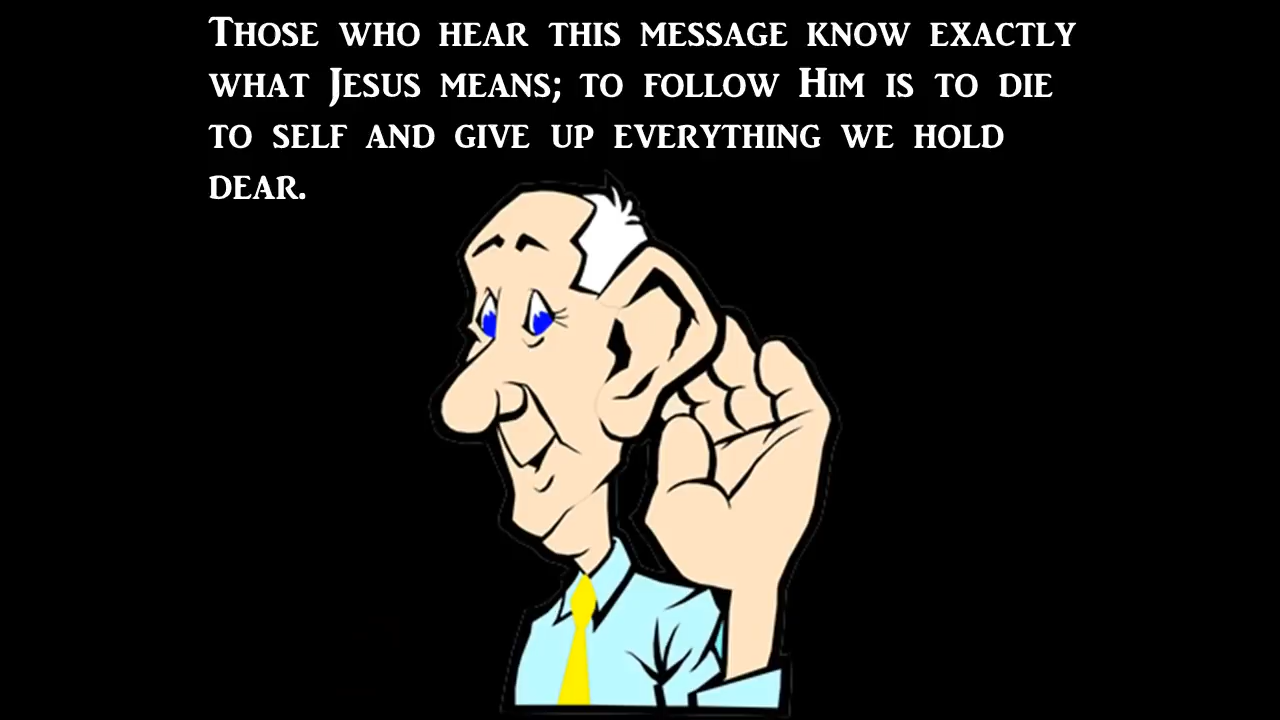 Those who hear this message know exactly
what Jesus means; to follow Him is to die
to self and give up everything we hold
dear.